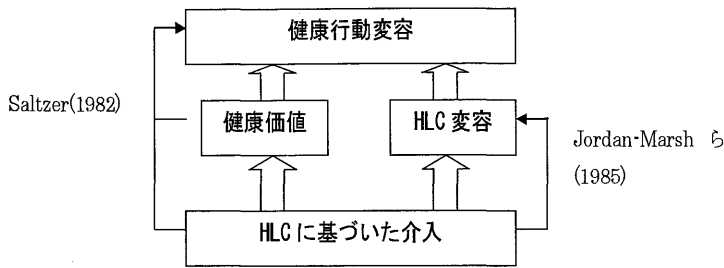 健康行動変容
Saltzer(1982)
健康価値
HLC 変容
Jordan-Marsh ら
(1985)
HLC に基づいた介入